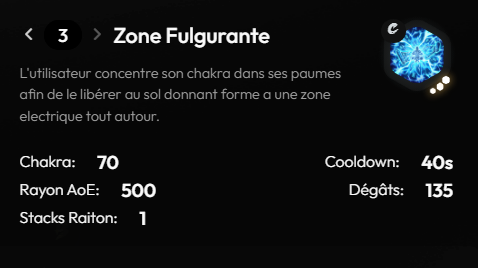 < 3 > Zone Fulgurante
L'utilisateur concentre son chakra dans ses paumes
afin de le libérer au sol donnant forme a une zone
electrique tout autour.
Chakra: 70 Cooldown: 40s
Rayon AoE: 500 Dégâts: 135
Stacks Raiton: 1